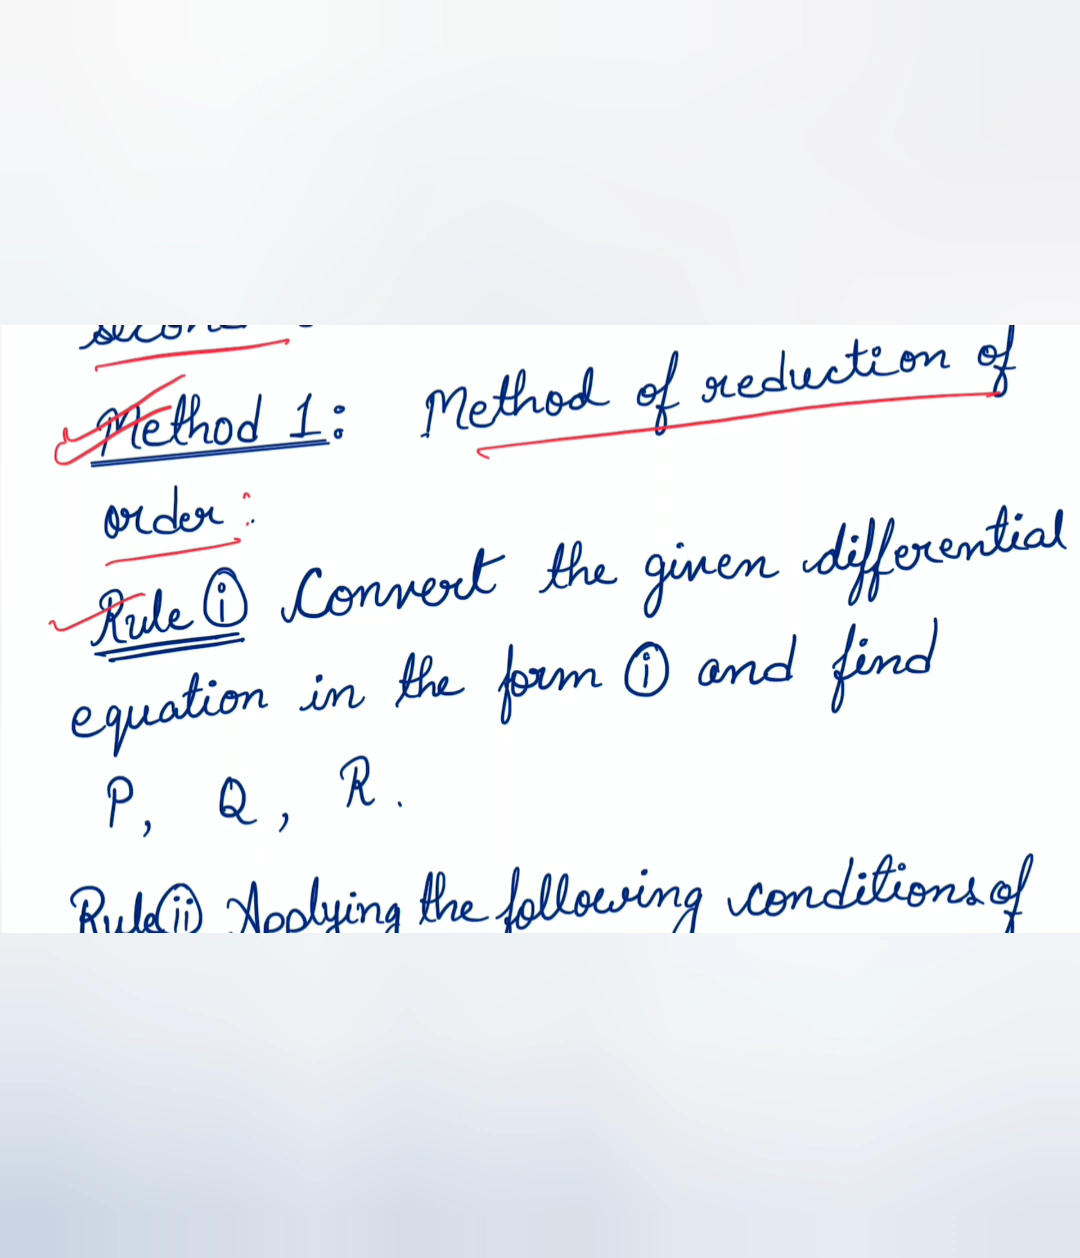 Method 1: Method of reduction of
order:
Rule (i) Convert the given differential
equation in the form (i) and find
P, Q, R.
Rule(ii) Applying the following conditions of